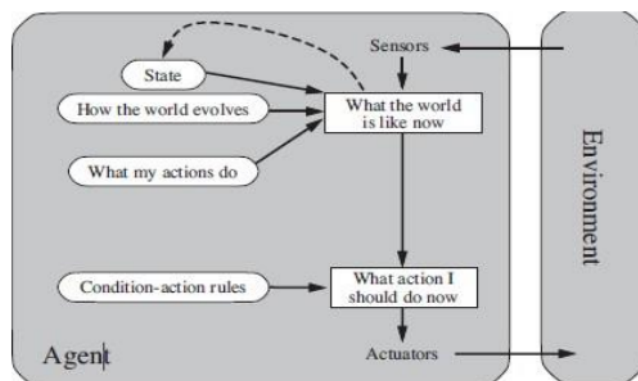 Sensors
State
How the world evolves
What the world
is like now
What my actions do
Condition-action rules
What action I
should do now
Agent
Actuators
Environment